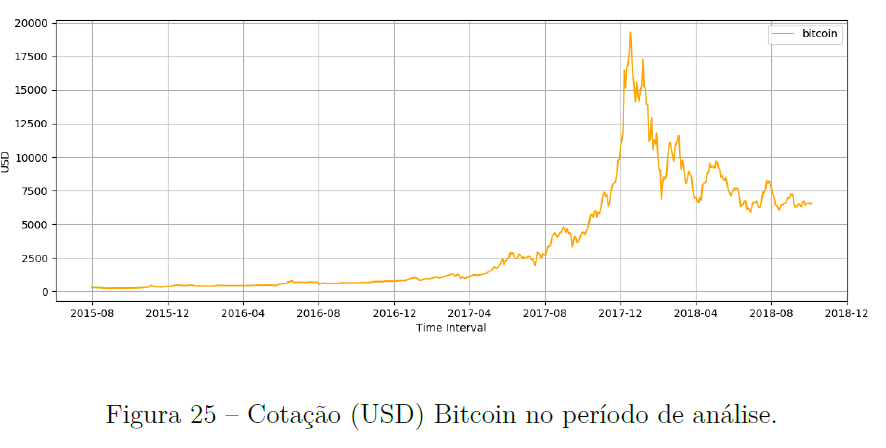 20000
bitcoin
17500
15000
12500
10000
USD
7500
5000
2500
0
2015-08 2015-12 2016-04 2016-08 2016-12 2017-04 2017-08 2017-12 2018-04 2018-08 2018-12
Time Interval
Figura 25 – Cotação (USD) Bitcoin no período de análise.